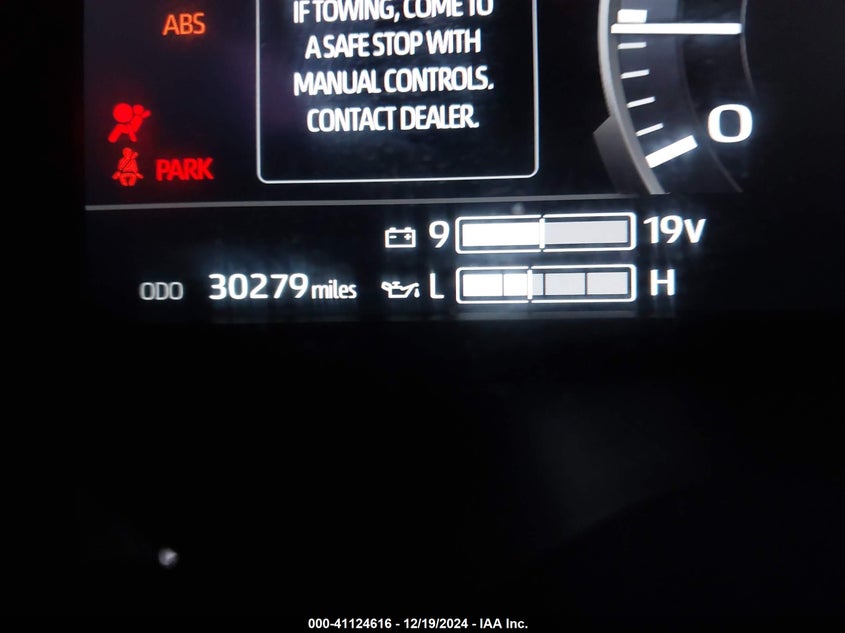 ABS
IF TOWING, COME TO
A SAFE STOP WITH
MANUAL CONTROLS.
CONTACT DEALER.
0
PARK
9 19V
ODO 30279 miles L H
000-41124616 - 12/19/2024 - IAA Inc.